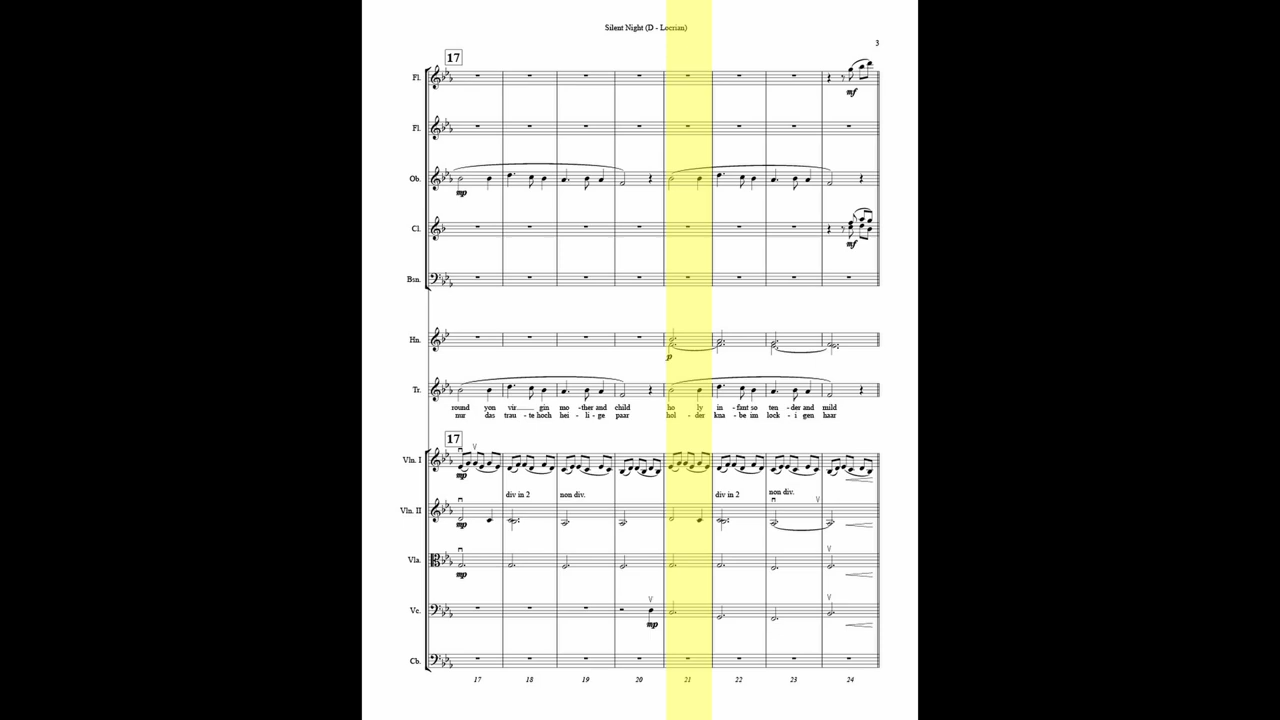 Silent Night (D - Locrian)
3
17
Fl.
mf
Fl.
Ob.
mp
Cl.
mf
Bsn.
Hn.
p
Tr.
round yon vir gin mo - ther and child ho ly in - fant so ten - der and mild
nur das trau - te hoch hei - li - ge paar hol - der kna - be im lock - i gen haar
17
Vln. I
mp
div in 2 non div. div in 2 non div.
Vln. II
mp
Vla.
mp
Vc.
mp
Cb.
17 18 19 20 21 22 23 24